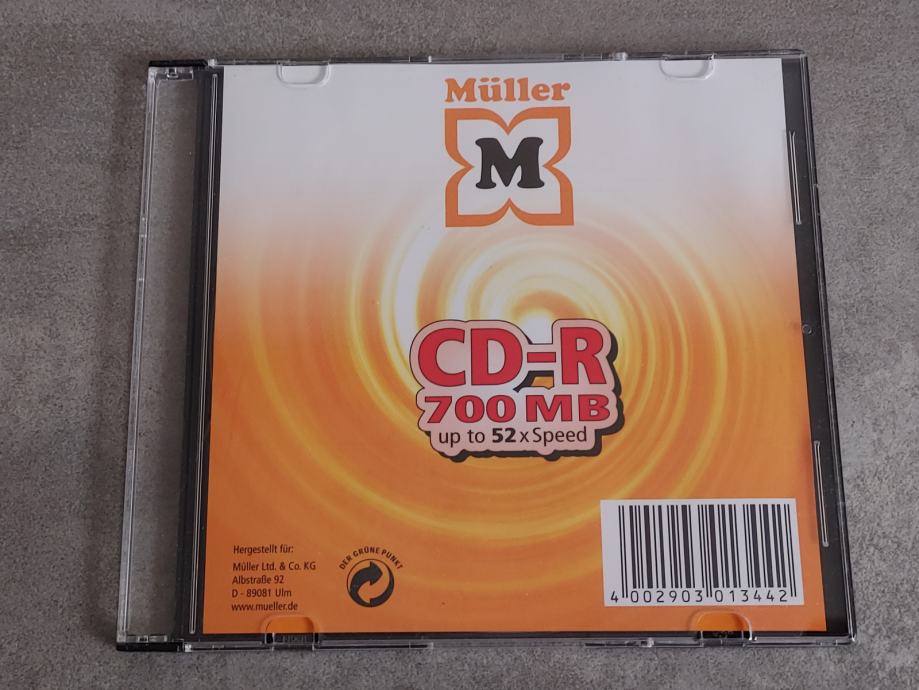 Müller
M
CD-R
700 MB
up to 52x Speed
Hergestellt für:
Müller Ltd. & Co. KG
Albstraße 92
D - 89081 Ulm
www.mueller.de
DER GRÜNE PUNKT
4 002903 013442